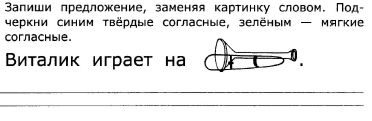 Запиши предложение, заменяя картинку словом. Под-
черкни синим твёрдые согласные, зелёным — мягкие
согласные.
Виталик играет на .